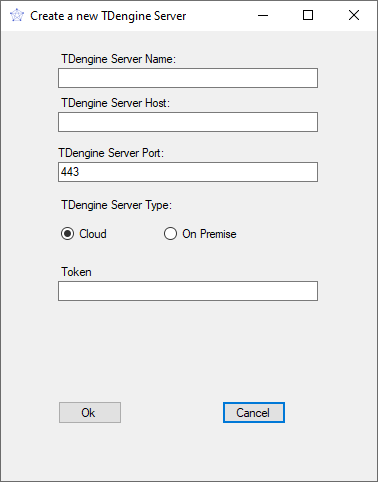 Create a new TDengine Server
TDengine Server Name:
TDengine Server Host:
TDengine Server Port:
443
TDengine Server Type:
Cloud On Premise
Token
Ok Cancel